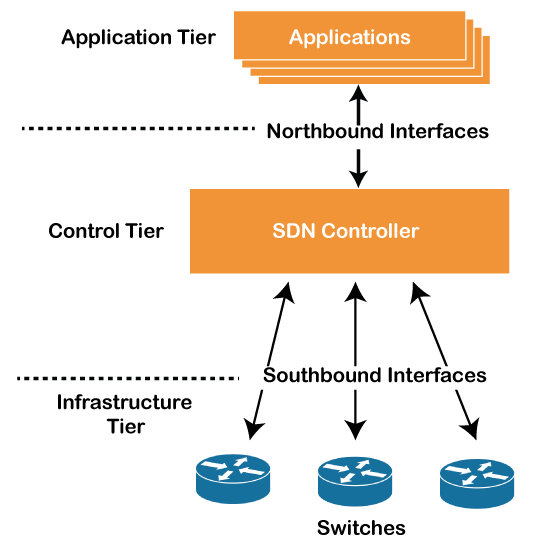 Application Tier
Applications
Northbound Interfaces
Control Tier
SDN Controller
Southbound Interfaces
Infrastructure
Tier
Switches